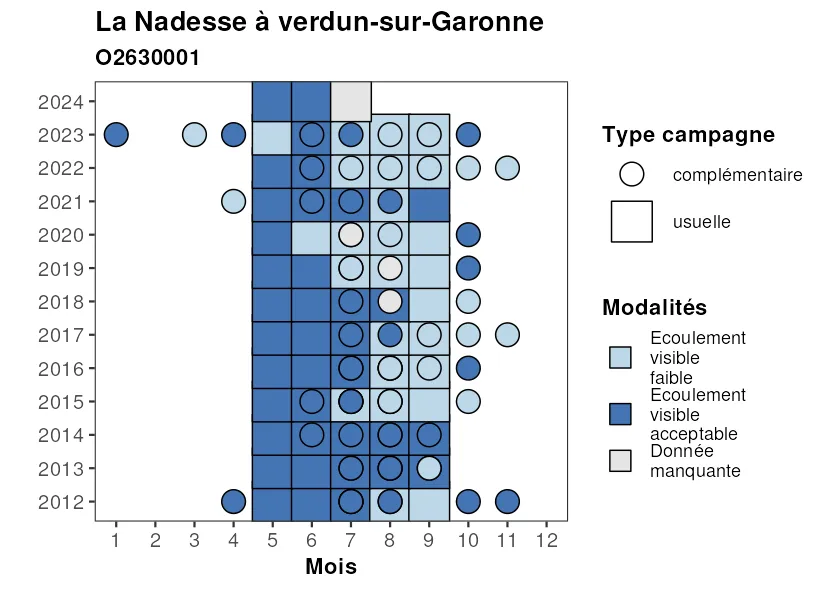 La Nadesse à verdun-sur-Garonne
O2630001
2024
2023
2022
2021
2020
2019
2018
2017
2016
2015
2014
2013
2012
1 2 3 4 5 6 7 8 9 10 11 12
Mois
Type campagne
complémentaire
usuelle
Modalités
Ecoulement
visible
faible
Ecoulement
visible
acceptable
Donnée
manquante